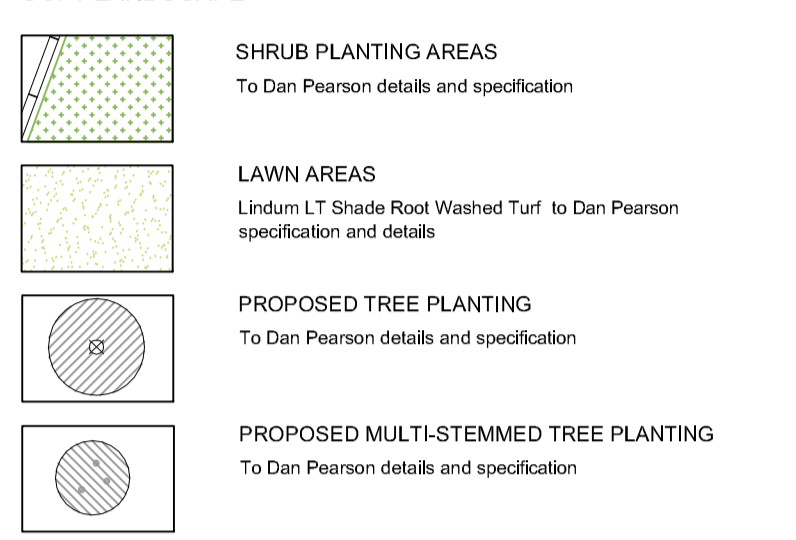 SHRUB PLANTING AREAS
To Dan Pearson details and specification
LAWN AREAS
Lindum LT Shade Root Washed Turf to Dan Pearson
specification and details
PROPOSED TREE PLANTING
To Dan Pearson details and specification
PROPOSED MULTI-STEMMED TREE PLANTING
To Dan Pearson details and specification